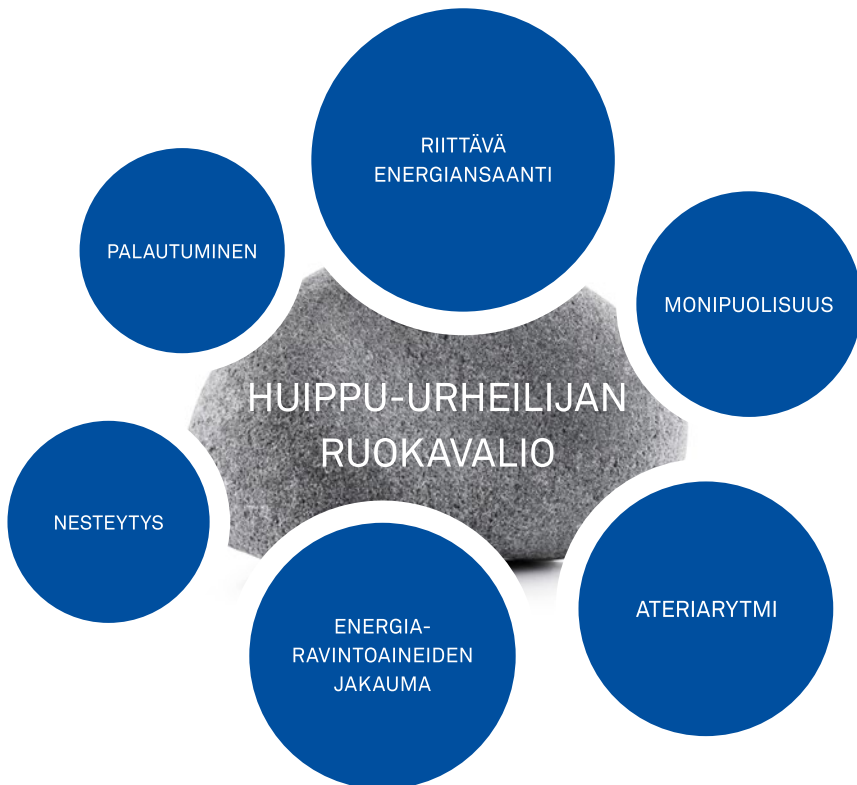 RIITTÄVÄ
ENERGIANSAANTI
PALAUTUMINEN
MONIPUOLISUUS
HUIPPU-URHEILIJAN
RUOKAVALIO
NESTEYTYS
ATERIARYTMI
ENERGIA-
RAVINTOAINEIDEN
JAKAUMA